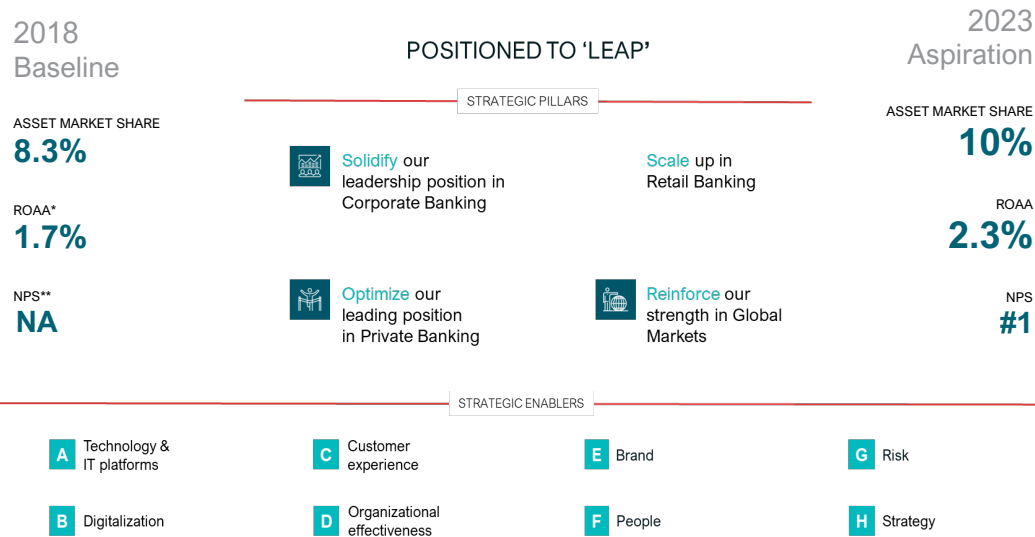 2018
Baseline
POSITIONED TO ‘LEAP’
2023
Aspiration
STRATEGIC PILLARS
ASSET MARKET SHARE
8.3%
ROAA*
1.7%
NPS**
NA
Solidify our
leadership position in
Corporate Banking
Scale up in
Retail Banking
Optimize our
leading position
in Private Banking
Reinforce our
strength in Global
Markets
ASSET MARKET SHARE
10%
ROAA
2.3%
NPS
#1
STRATEGIC ENABLERS
A Technology &
IT platforms
B Digitalization
C Customer
experience
D Organizational
effectiveness
E Brand
F People
G Risk
H Strategy